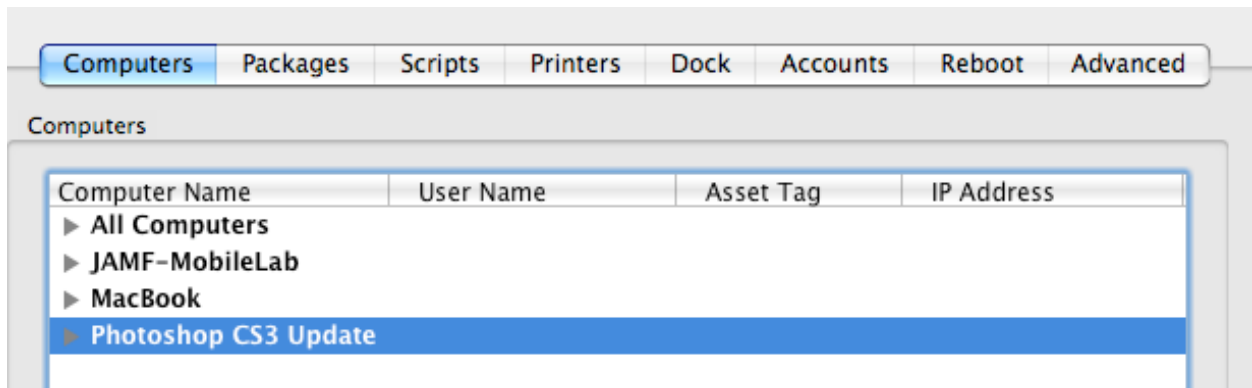 Computers Packages Scripts Printers Dock Accounts Reboot Advanced
Computers
Computer Name User Name Asset Tag IP Address
All Computers
JAMF-MobileLab
MacBook
Photoshop CS3 Update